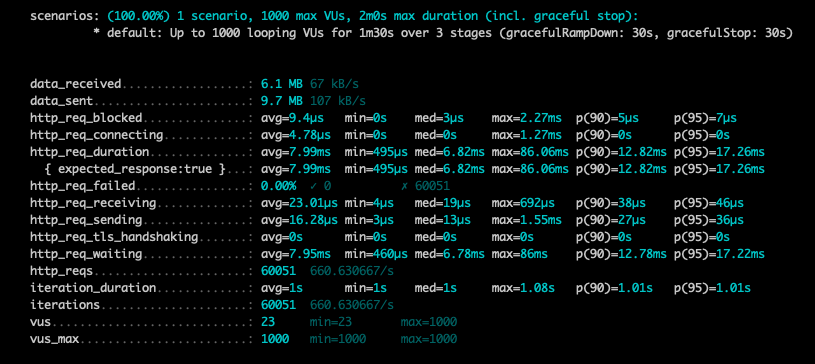 scenarios: (100.00%) 1 scenario, 1000 max VUs, 2m0s max duration (incl. graceful stop):
* default: Up to 1000 looping VUs for 1m30s over 3 stages (gracefulRampDown: 30s, gracefulStop: 30s)
data_received..................: 6.1 MB 67 kB/s
data_sent......................: 9.7 MB 107 kB/s
http_req_blocked...............: avg=9.4µs min=0s med=3µs max=2.27ms p(90)=5µs p(95)=7µs
http_req_connecting............: avg=4.78µs min=0s med=0s max=1.27ms p(90)=0s p(95)=0s
http_req_duration..............: avg=7.99ms min=495µs med=6.82ms max=86.06ms p(90)=12.82ms p(95)=17.26ms
{ expected_response:true }...: avg=7.99ms min=495µs med=6.82ms max=86.06ms p(90)=12.82ms p(95)=17.26ms
http_req_failed................: 0.00% ✓ 0 ✗ 60051
http_req_receiving.............: avg=23.01µs min=4µs med=19µs max=692µs p(90)=38µs p(95)=46µs
http_req_sending...............: avg=16.28µs min=3µs med=13µs max=1.55ms p(90)=27µs p(95)=36µs
http_req_tls_handshaking.......: avg=0s min=0s med=0s max=0s p(90)=0s p(95)=0s
http_req_waiting...............: avg=7.95ms min=460µs med=6.78ms max=86ms p(90)=12.78ms p(95)=17.22ms
http_reqs......................: 60051 660.630667/s
iteration_duration.............: avg=1s min=1s med=1s max=1.08s p(90)=1.01s p(95)=1.01s
iterations.....................: 60051 660.630667/s
vus............................: 23 min=23 max=1000
vus_max........................: 1000 min=1000 max=1000